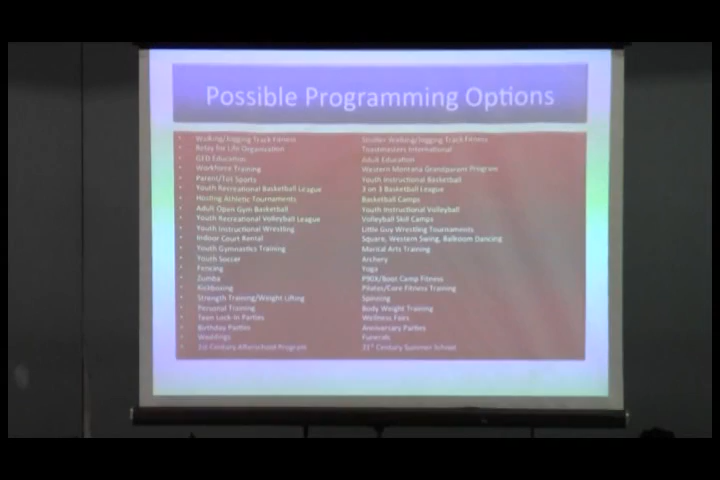 Possible Programming Options
• Walking/Jogging Track Fitness Stroller Walking/Jogging Track Fitness
• Relay for Life Organization Toastmasters International
• GED Education Adult Education
• Workforce Training Western Montana Grandparent Program
• Parent/Tot Sports Youth Instructional Basketball
• Youth Recreational Basketball League 3 on 3 Basketball League
• Hosting Athletic Tournaments Basketball Camps
• Adult Open Gym Basketball Youth Instructional Volleyball
• Youth Recreational Volleyball League Volleyball Skill Camps
• Youth Instructional Wrestling Little Guy Wrestling Tournaments
• Indoor Court Rental Square, Western Swing, Ballroom Dancing
• Youth Gymnastics Training Martial Arts Training
• Youth Soccer Archery
• Fencing Yoga
• Zumba P90X/Boot Camp Fitness
• Kickboxing Pilates/Core Fitness Training
• Strength Training/Weight Lifting Spinning
• Personal Training Body Weight Training
• Teen Lock-In Parties Wellness Fairs
• Birthday Parties Anniversary Parties
• Weddings Funerals
• 21st Century Afterschool Program 21st Century Summer School